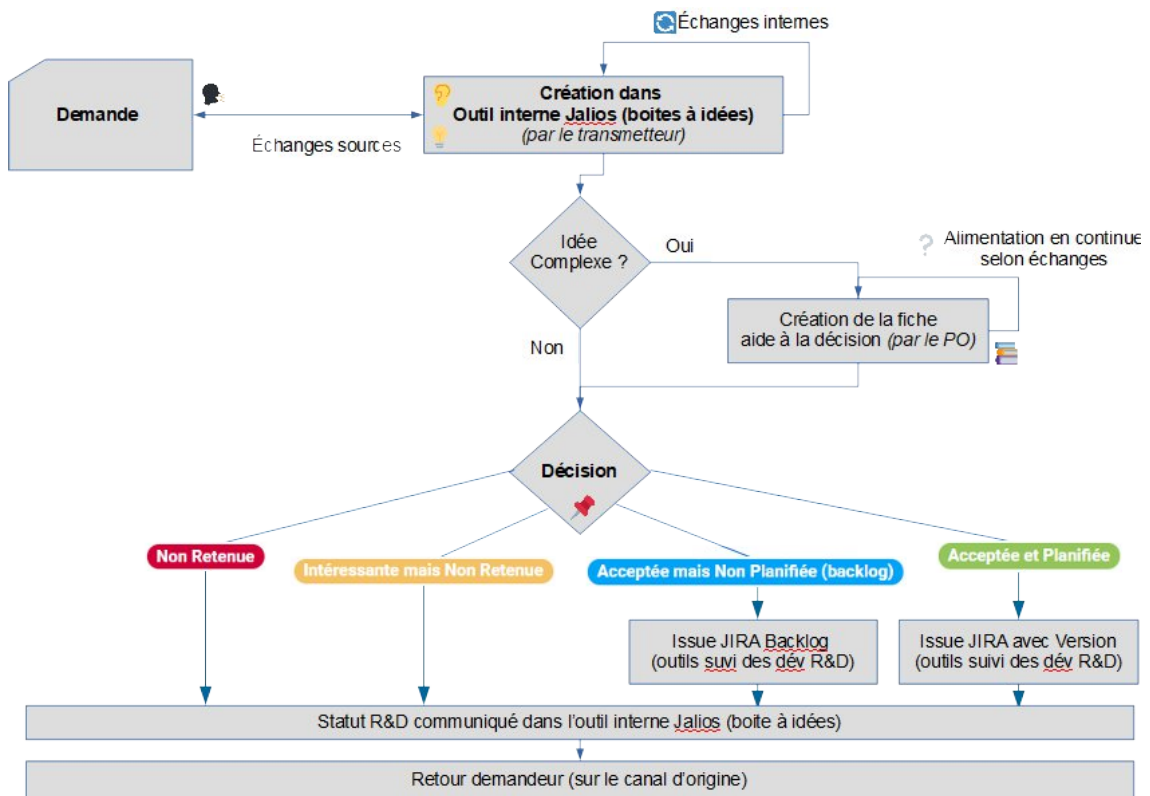 Échanges internes
Demande
Échanges sources
Création dans
Outil interne Jalios (boites à idées)
(par le transmetteur)
Idée
Complexe ?
Oui
Non
Alimentation en continue
selon échanges
Création de la fiche
aide à la décision (par le PO)
Décision
Non Retenue
Intéressante mais Non Retenue
Acceptée mais Non Planifiée (backlog)
Acceptée et Planifiée
Issue JIRA Backlog
(outils suvi des dév R&D)
Issue JIRA avec Version
(outils suivi des dév R&D)
Statut R&D communiqué dans l'outil interne Jalios (boite à idées)
Retour demandeur (sur le canal d'origine)